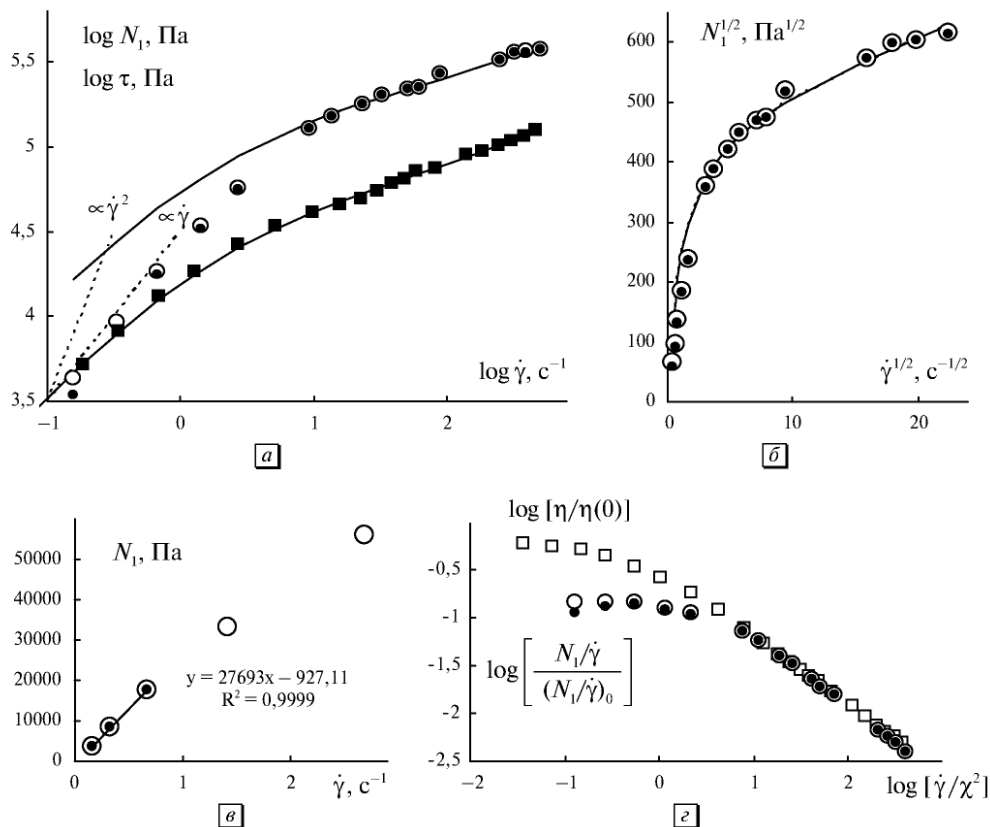 log N₁, Па
log τ, Па
5,5
5
4,5
4
3,5
∝ γ̇²
∝ γ̇
log γ̇, с⁻¹
−1
0
1
2
а
N₁^1/2, Па^1/2
600
500
400
300
200
100
0
γ̇^1/2, с^−1/2
0
10
20
б
N₁, Па
50000
40000
30000
20000
10000
0
y = 27693x – 927,11
R² = 0,9999
0
1
2
γ̇, с⁻¹
в
log [η/η(0)]
-0,5
-1
-1,5
-2
-2,5
log [ N₁/γ̇ / (N₁/γ̇)₀ ]
−2
−1
0
1
2
log [γ̇/χ²]
г